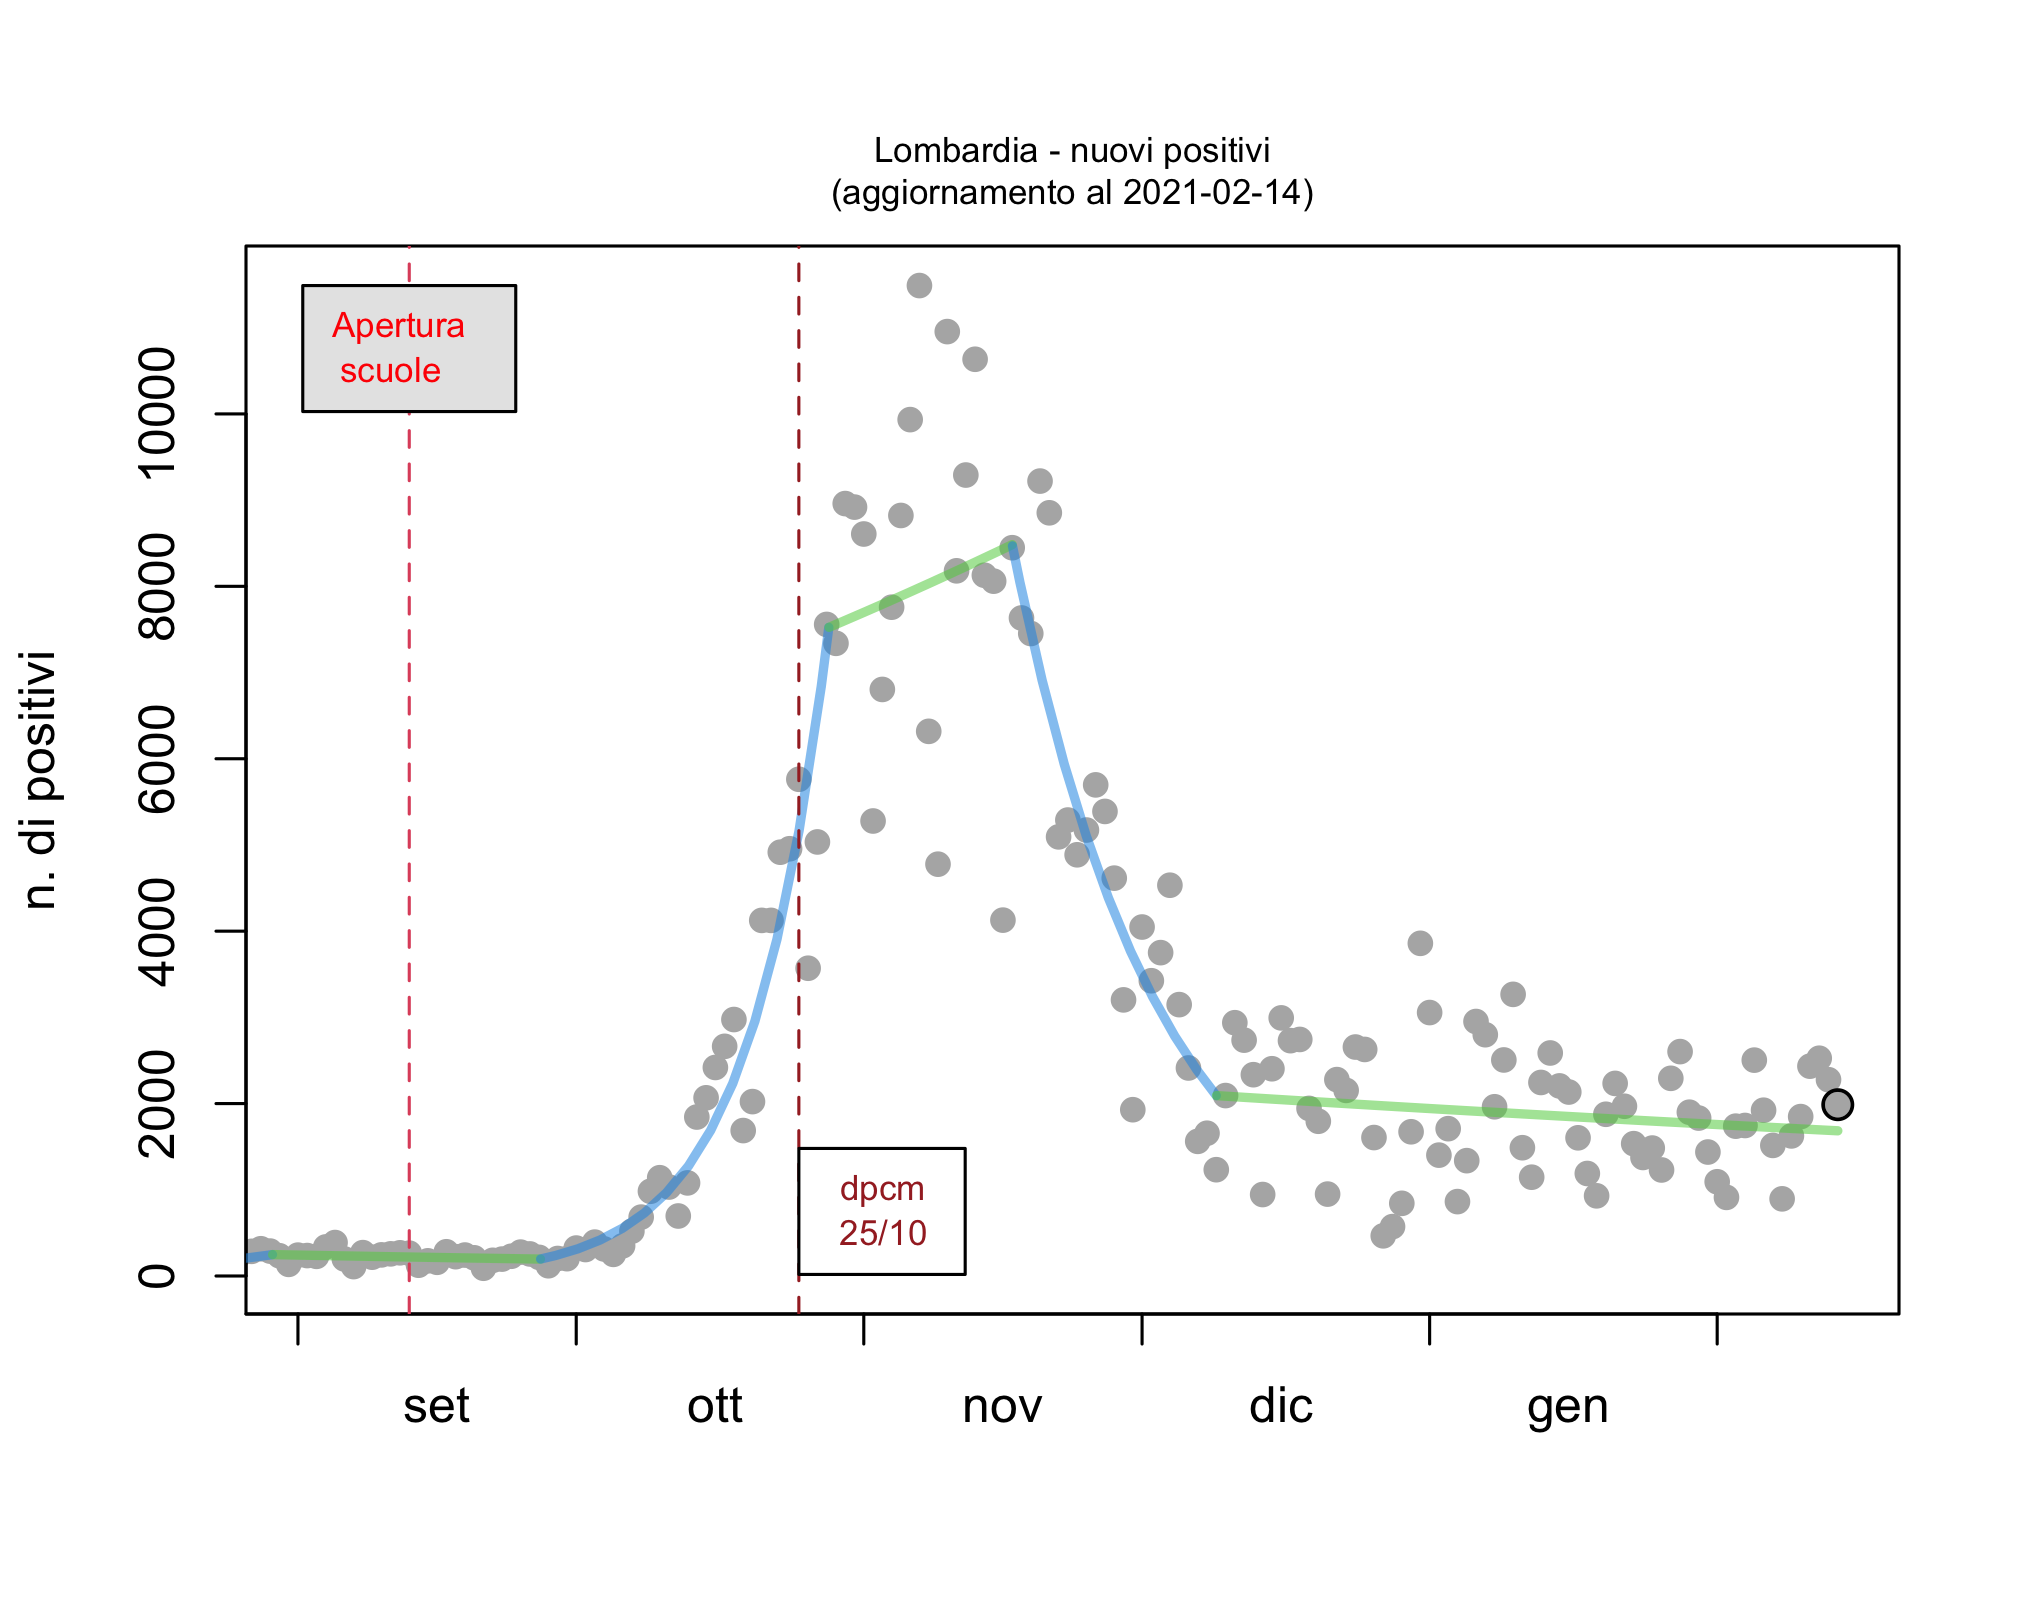 Lombardia - nuovi positivi
(aggiornamento al 2021-02-14)
Apertura
scuole
dpcm
25/10
n. di positivi
10000
8000
6000
4000
2000
0
set ott nov dic gen